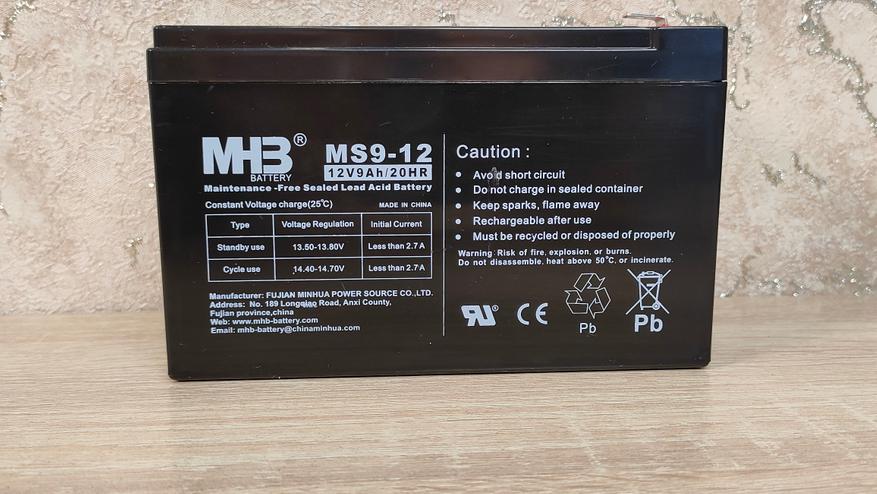 MHB®
BATTERY
MS9-12
12V9Ah/20HR
Maintenance -Free Sealed Lead Acid Battery
Constant Voltage charge(25°C) MADE IN CHINA
Type Voltage Regulation Initial Current
Standby use 13.50-13.80V Less than 2.7 A
Cycle use 14.40-14.70V Less than 2.7 A
Manufacturer: FUJIAN MINHUA POWER SOURCE CO.,LTD.
Address: No. 189 Longqiao Road, Anxi County,
Fujian province,china
Web: www.mhb-battery.com
Email: mhb-battery@chinaminhua.com
Caution :
• Avoid short circuit
• Do not charge in sealed container
• Keep sparks, flame away
• Rechargeable after use
• Must be recycled or disposed of properly
Warning: Risk of fire, explosion, or burns.
Do not disassemble, heat above 50°C, or incinerate.
CE
Pb
Pb